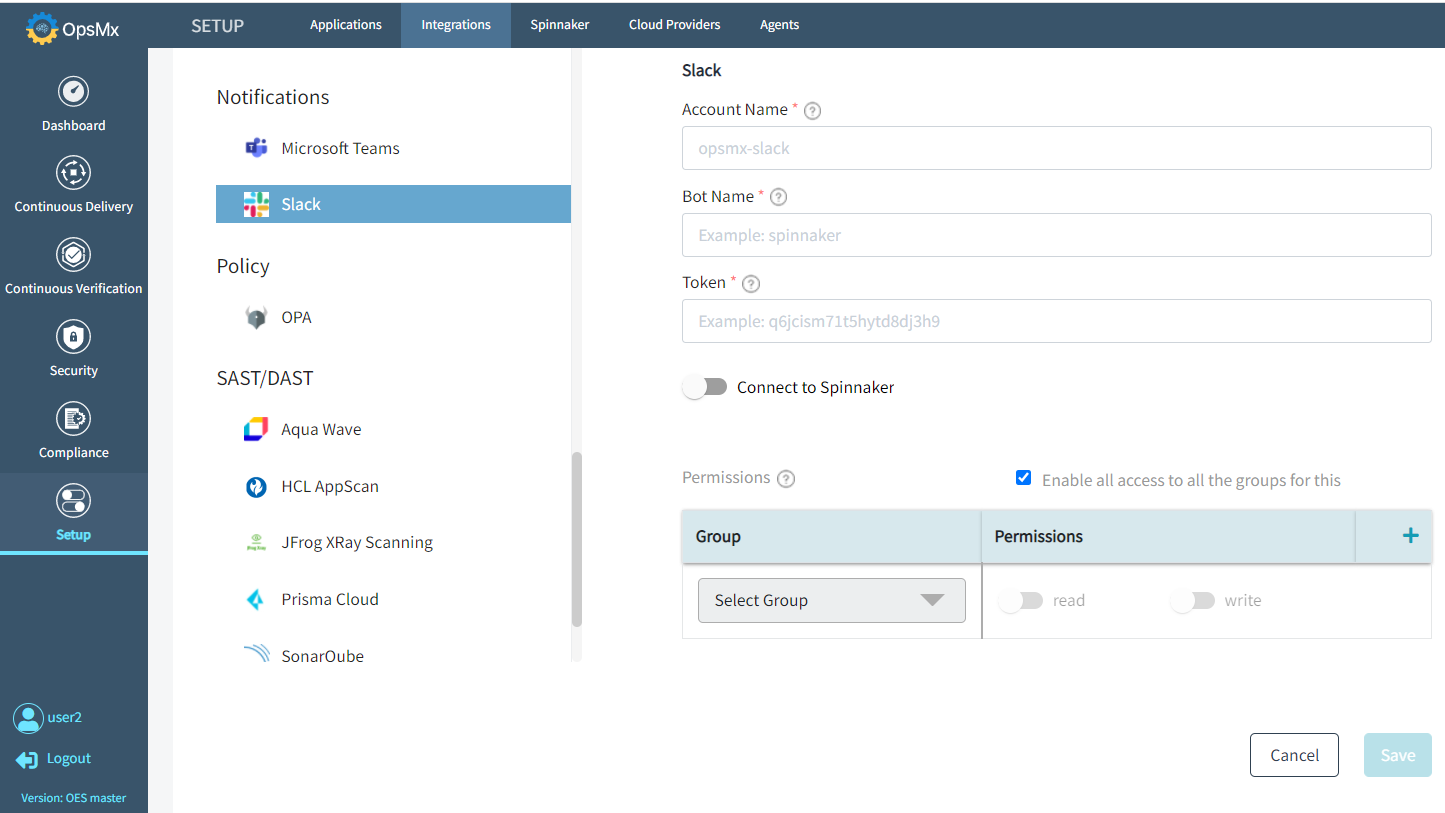 OpsMx
SETUP
Applications
Integrations
Spinnaker
Cloud Providers
Agents
Dashboard
Continuous Delivery
Continuous Verification
Security
Compliance
Setup
user2
Logout
Version: OES master
Notifications
Microsoft Teams
Slack
Policy
OPA
SAST/DAST
Aqua Wave
HCL AppScan
JFrog XRay Scanning
Prisma Cloud
SonarQube
Slack
Account Name * ?
opsmx-slack
Bot Name * ?
Example: spinnaker
Token * ?
Example: q6jcism71t5hytd8dj3h9
Connect to Spinnaker
Permissions ?
Enable all access to all the groups for this
Group
Permissions
+
Select Group
read
write
Cancel
Save